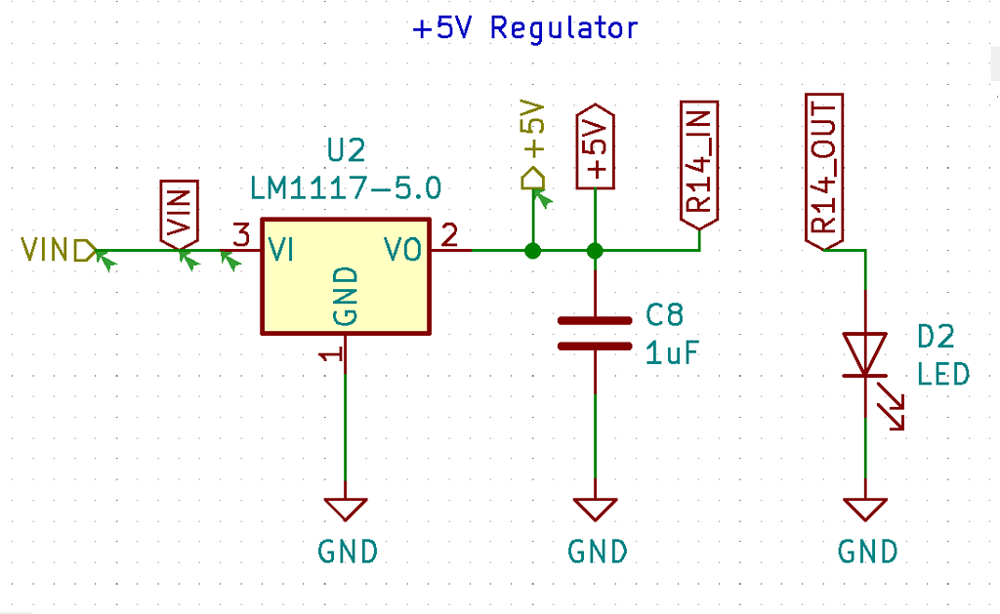 +5V Regulator
+5V
+5V
R14_IN
R14_OUT
U2
LM1117-5.0
VIN
VIN
3
VI
VO
2
GND
1
C8
1uF
D2
LED
GND
GND
GND